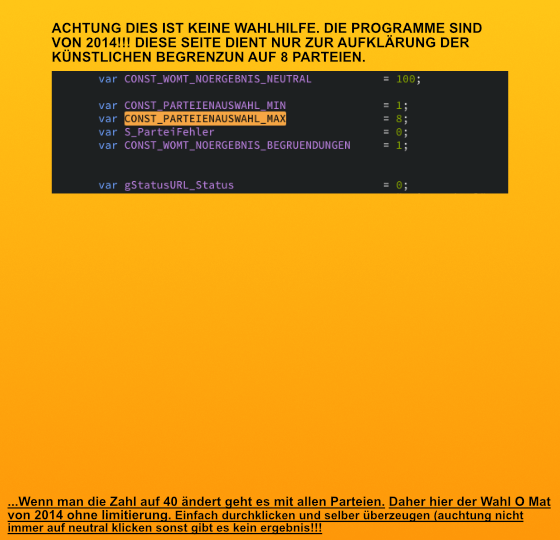 ACHTUNG DIES IST KEINE WAHLHILFE. DIE PROGRAMME SIND
VON 2014!!! DIESE SEITE DIENT NUR ZUR AUFKLÄRUNG DER
KÜNSTLICHEN BEGRENZUN AUF 8 PARTEIEN.
var CONST_WOMT_NOERGEBNIS_NEUTRAL = 100;
var CONST_PARTEIENAUSWAHL_MIN = 1;
var CONST_PARTEIENAUSWAHL_MAX = 8;
var S_ParteiFehler = 0;
var CONST_WOMT_NOERGEBNIS_BEGRUENDUNGEN = 1;
var gStatusURL_Status = 0;
...Wenn man die Zahl auf 40 ändert geht es mit allen Parteien. Daher hier der Wahl O Mat
von 2014 ohne limitierung. Einfach durchklicken und selber überzeugen (auchtung nicht
immer auf neutral klicken sonst gibt es kein ergebnis!!!